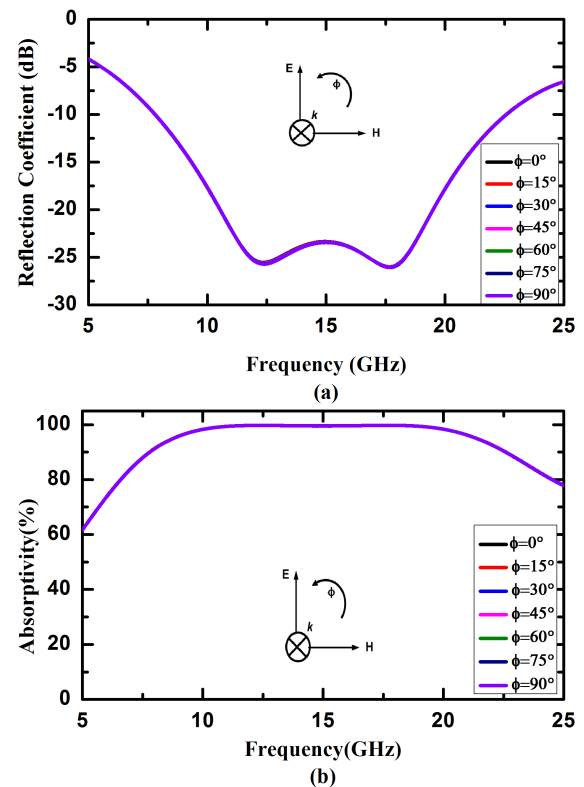 0
-5
-10
-15
-20
-25
-30
Reflection Coefficient (dB)
E
ϕ
k
H
ϕ=0°
ϕ=15°
ϕ=30°
ϕ=45°
ϕ=60°
ϕ=75°
ϕ=90°
5 10 15 20 25
Frequency (GHz)
(a)
100
80
60
40
20
0
Absorptivity(%)
E
ϕ
k
H
ϕ=0°
ϕ=15°
ϕ=30°
ϕ=45°
ϕ=60°
ϕ=75°
ϕ=90°
5 10 15 20 25
Frequency(GHz)
(b)